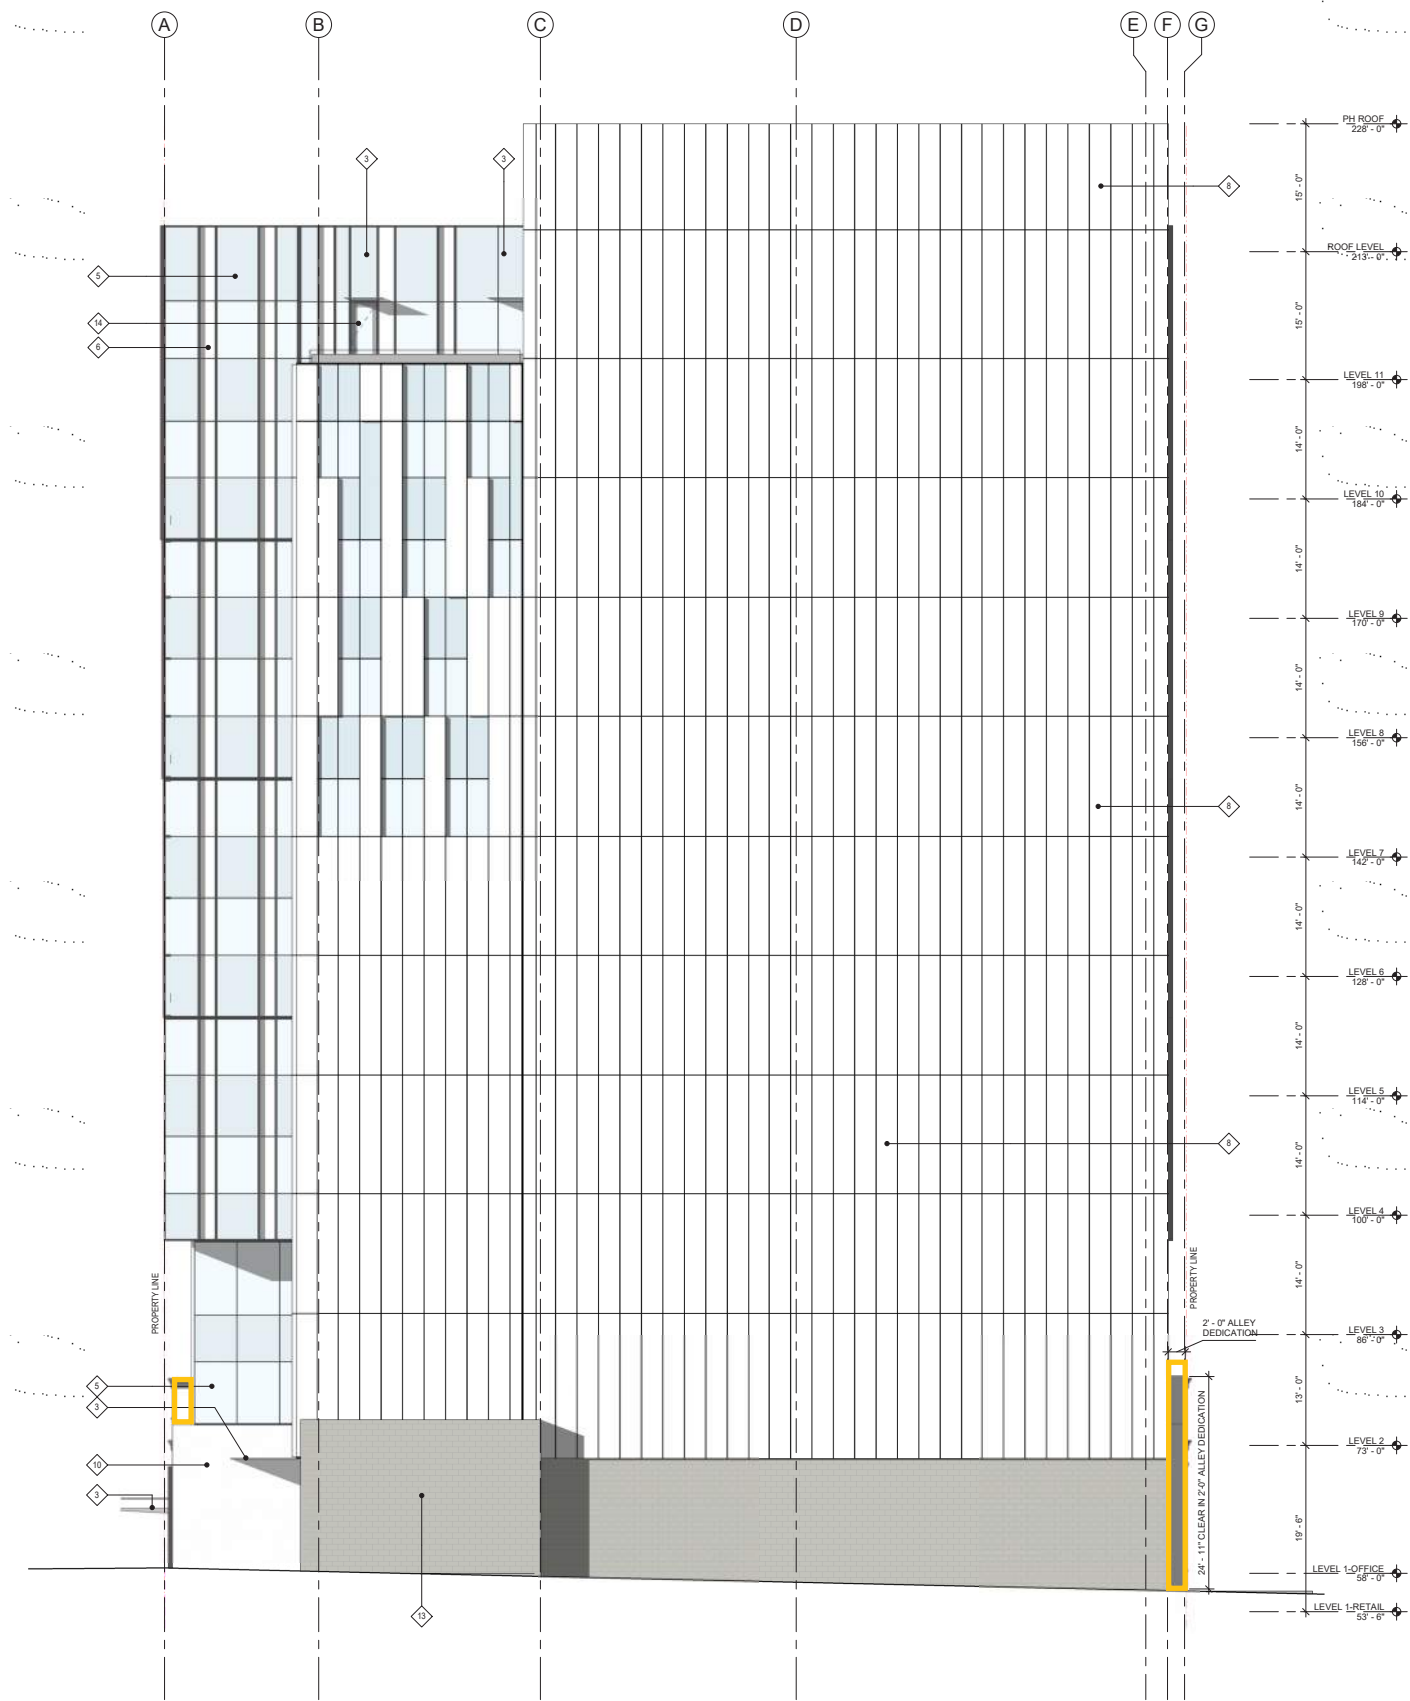 A B C D E F G
PH ROOF
228' - 0"
15' - 0"
ROOF LEVEL
213' - 0"
15' - 0"
LEVEL 11
198' - 0"
14' - 0"
LEVEL 10
184' - 0"
14' - 0"
LEVEL 9
170' - 0"
14' - 0"
LEVEL 8
156' - 0"
14' - 0"
LEVEL 7
142' - 0"
14' - 0"
LEVEL 6
128' - 0"
14' - 0"
LEVEL 5
114' - 0"
14' - 0"
LEVEL 4
100' - 0"
14' - 0"
LEVEL 3
86' - 0"
13' - 0"
LEVEL 2
73' - 0"
19' - 6"
LEVEL 1-OFFICE
58' - 0"
LEVEL 1-RETAIL
53' - 6"
3
3
8
5
14
6
8
8
PROPERTY LINE
PROPERTY LINE
2' - 0" ALLEY
DEDICATION
24' - 11" CLEAR IN 2'-0" ALLEY DEDICATION
5
3
10
3
13